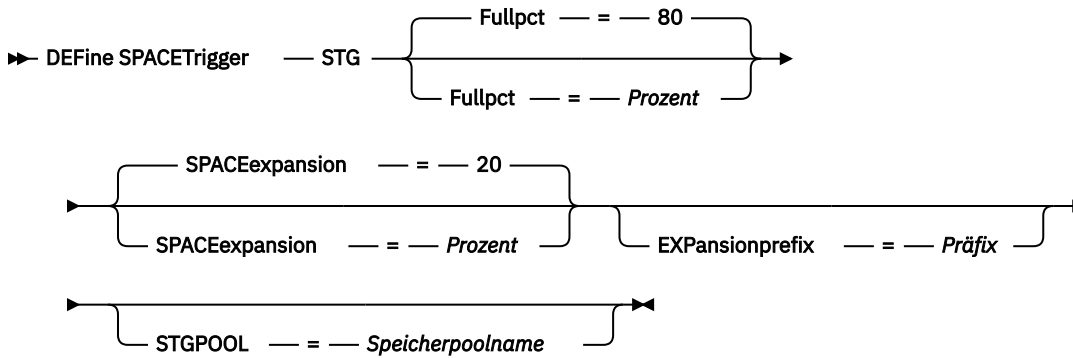 Fullpct = 80
DEFine SPACETrigger STG
Fullpct = Prozent
SPACEexpansion = 20
SPACEexpansion = Prozent EXPansionprefix = Präfix
STGPOOL = Speicherpoolname